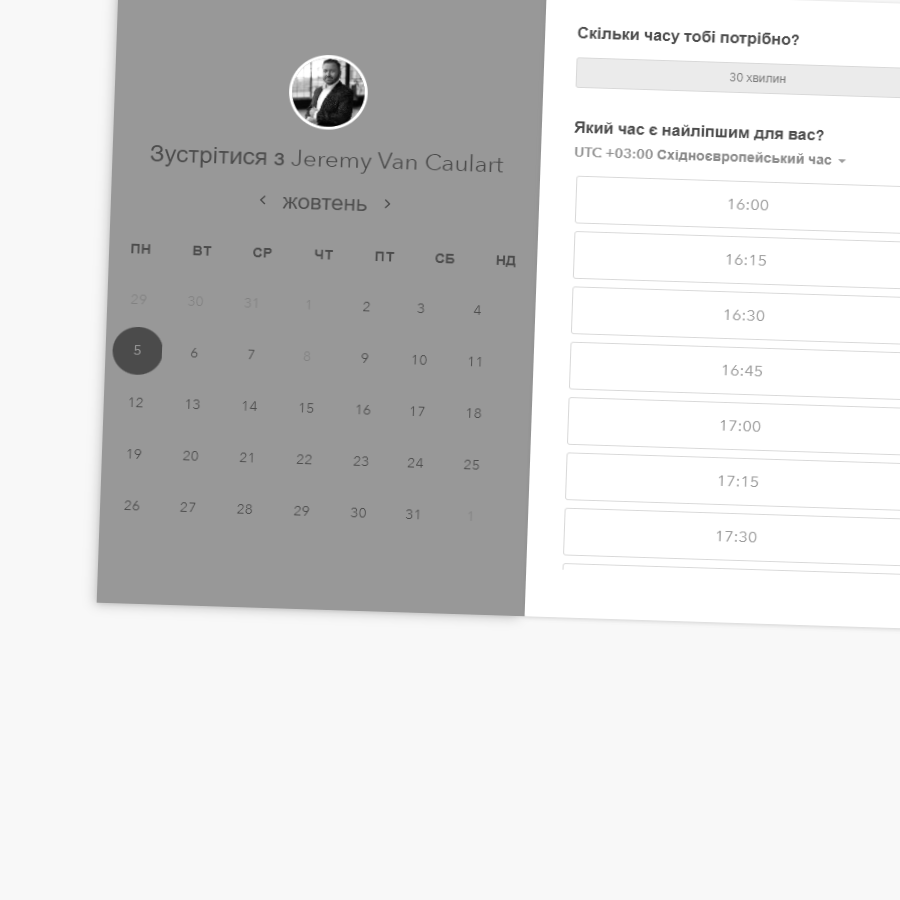 Зустрітися з Jeremy Van Caulart
жовтень
ПН ВТ СР ЧТ ПТ СБ НД
29 30 31 1 2 3 4
5 6 7 8 9 10 11
12 13 14 15 16 17 18
19 20 21 22 23 24 25
26 27 28 29 30 31 1
Скільки часу тобі потрібно?
30 хвилин
Який час є найліпшим для вас?
UTC +03:00 Східноєвропейський час
16:00
16:15
16:30
16:45
17:00
17:15
17:30